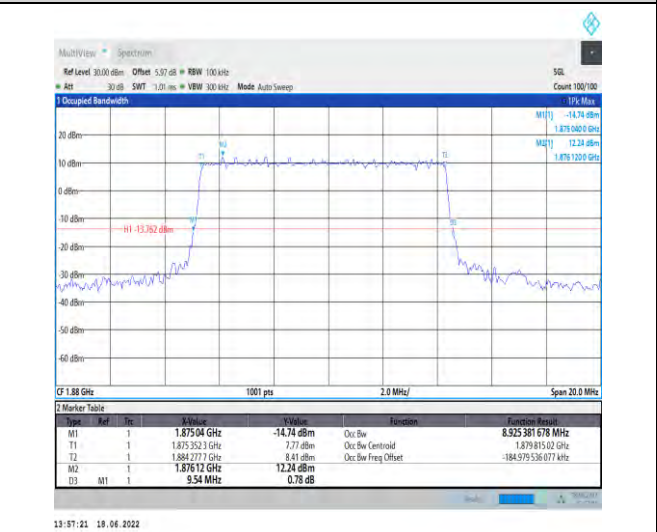 MultiView Spectrum
Ref Level 30.00 dBm Offset 5.97 dB RBW 100 kHz SGL
Att 30 dB SWT 1.01 ms VBW 300 kHz Mode Auto Sweep Count 100/100
1 Occupied Bandwidth 1Pk Max
M1[1] -14.74 dBm
1.875 040 0 GHz
M2[1] 12.24 dBm
1.876 120 0 GHz
20 dBm
M2
T1 T2
10 dBm
0 dBm
-10 dBm
M1
H1 -13.762 dBm
-20 dBm
-30 dBm
-40 dBm
-50 dBm
-60 dBm
CF 1.88 GHz 1001 pts 2.0 MHz/ Span 20.0 MHz
2 Marker Table
Type Ref Trc X-Value Y-Value Function Function Result
M1 1 1.875 04 GHz -14.74 dBm Occ Bw 8.925 381 678 MHz
T1 1 1.875 352 3 GHz 7.77 dBm Occ Bw Centroid 1.879 815 02 GHz
T2 1 1.884 277 7 GHz 8.41 dBm Occ Bw Freq Offset -184.979 536 077 kHz
M2 1 1.876 12 GHz 12.24 dBm
D3 M1 1 9.54 MHz 0.78 dB
13:57:21 18.06.2022